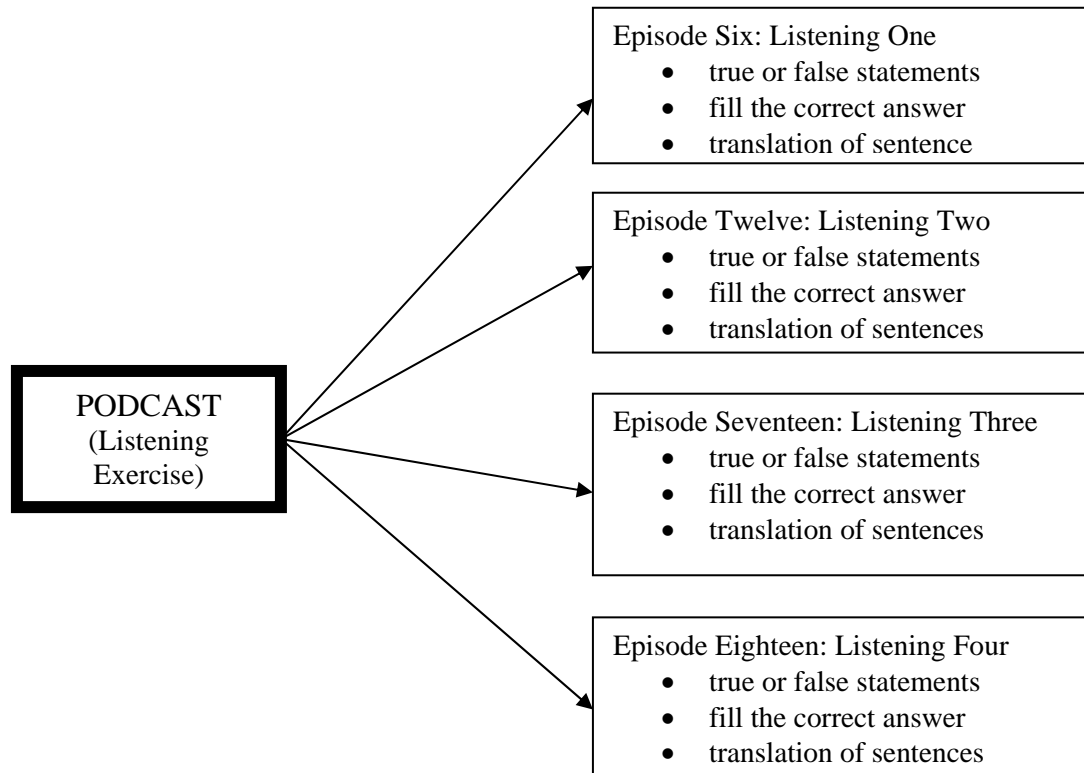 Episode Six: Listening One
• true or false statements
• fill the correct answer
• translation of sentence
Episode Twelve: Listening Two
• true or false statements
• fill the correct answer
• translation of sentences
PODCAST
(Listening
Exercise)
Episode Seventeen: Listening Three
• true or false statements
• fill the correct answer
• translation of sentences
Episode Eighteen: Listening Four
• true or false statements
• fill the correct answer
• translation of sentences